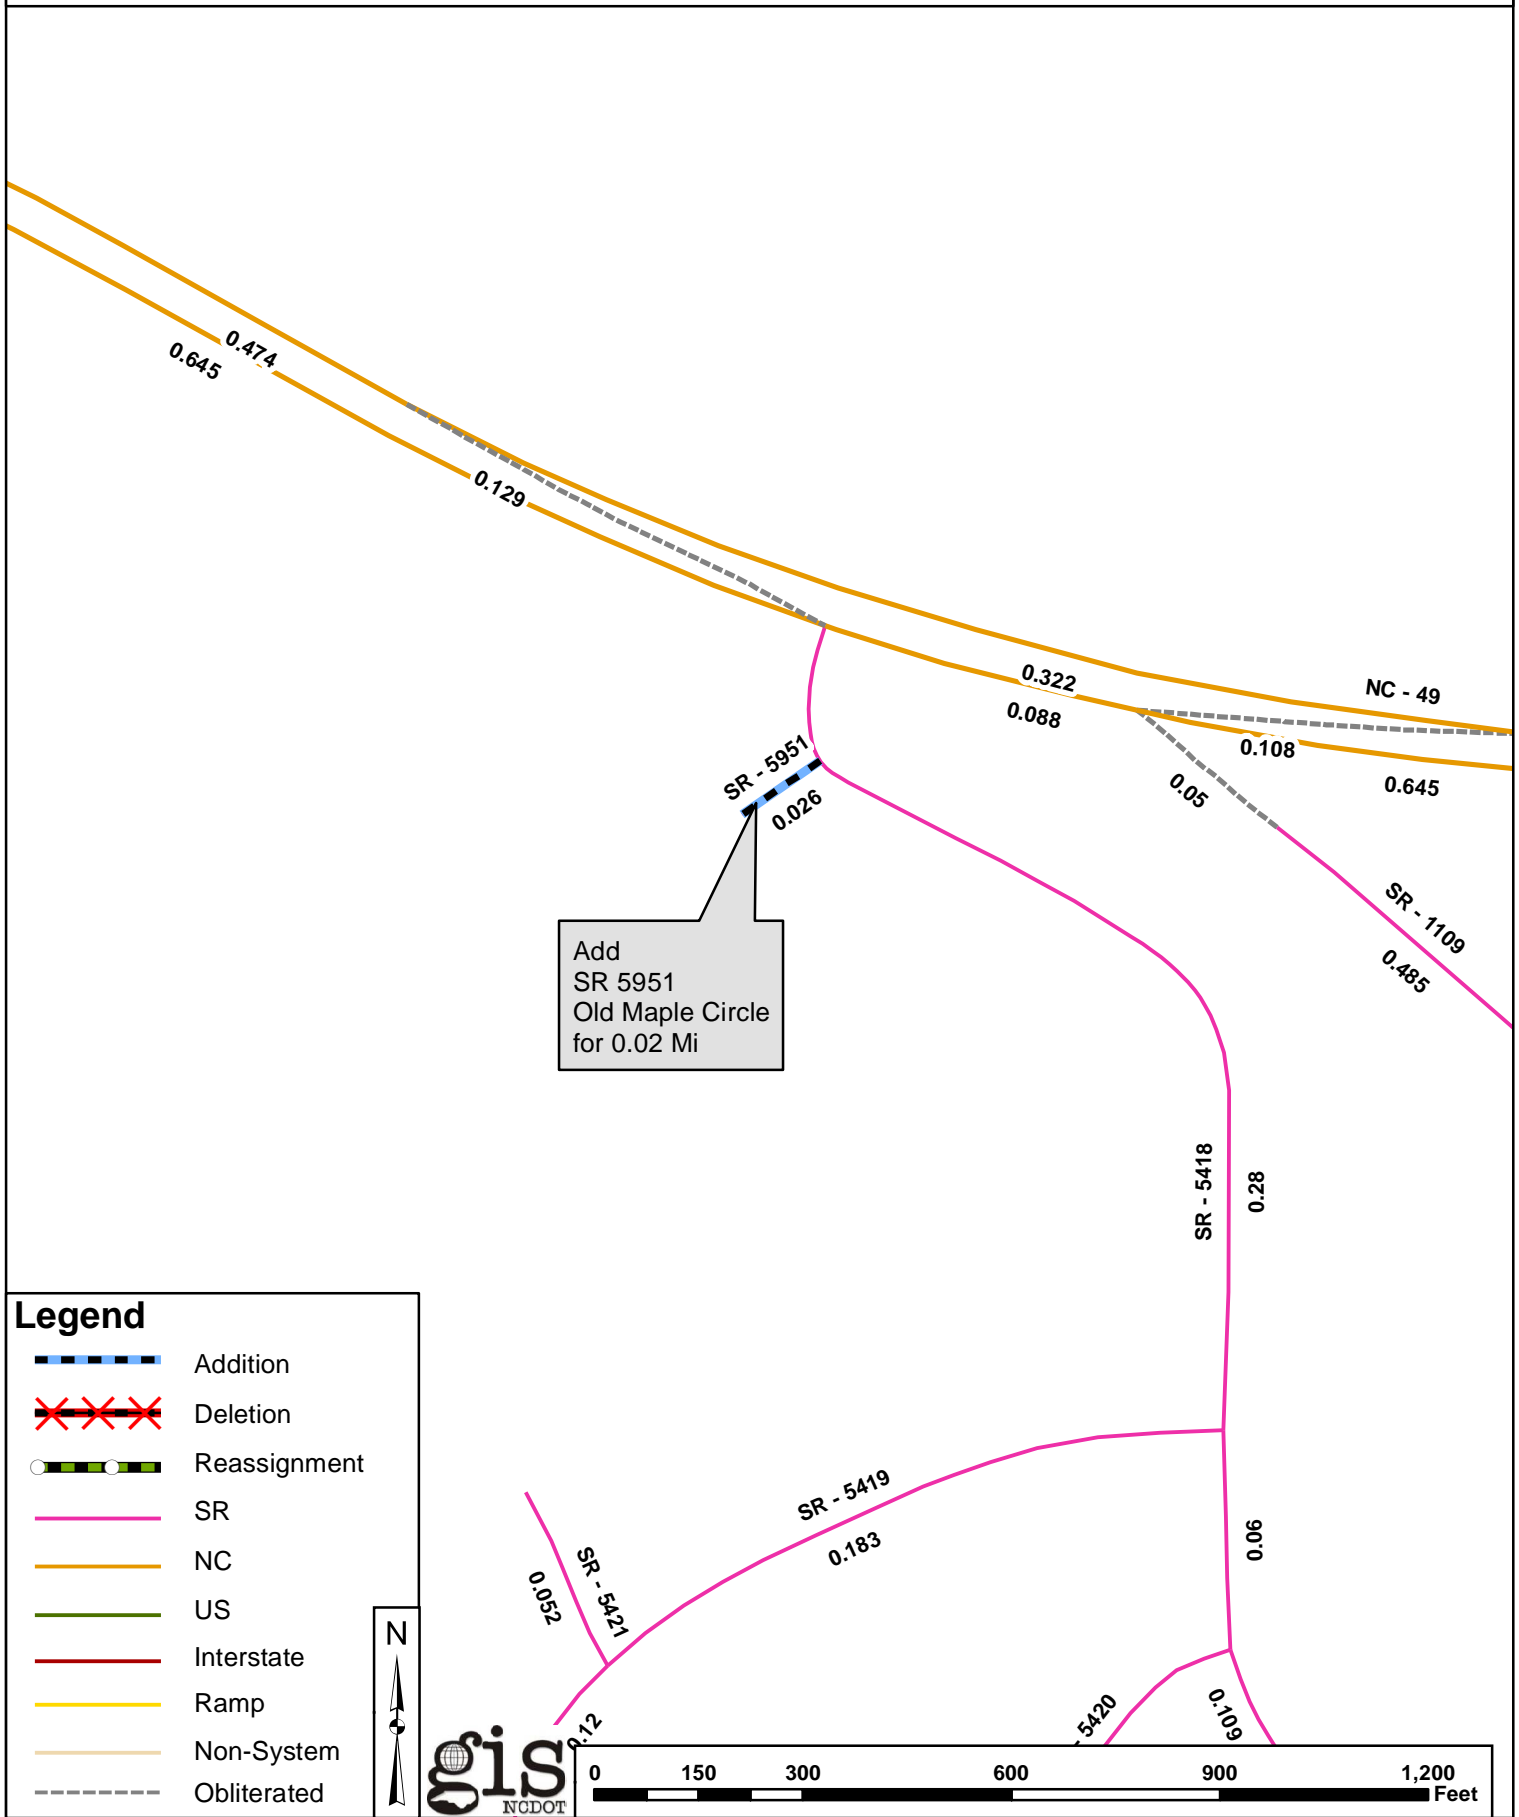 0.474
0.645
0.129
0.322
0.088
NC - 49
0.108
0.645
0.05
SR - 5951
0.026
SR - 1109
0.485
Add
SR 5951
Old Maple Circle
for 0.02 Mi
SR - 5418
0.28
SR - 5419
0.183
0.06
SR - 5421
0.052
0.12
- 5420
0.109
Legend
Addition
Deletion
Reassignment
SR
NC
US
Interstate
Ramp
Non-System
Obliterated
N
gis
NCDOT
0 150 300 600 900 1,200
Feet